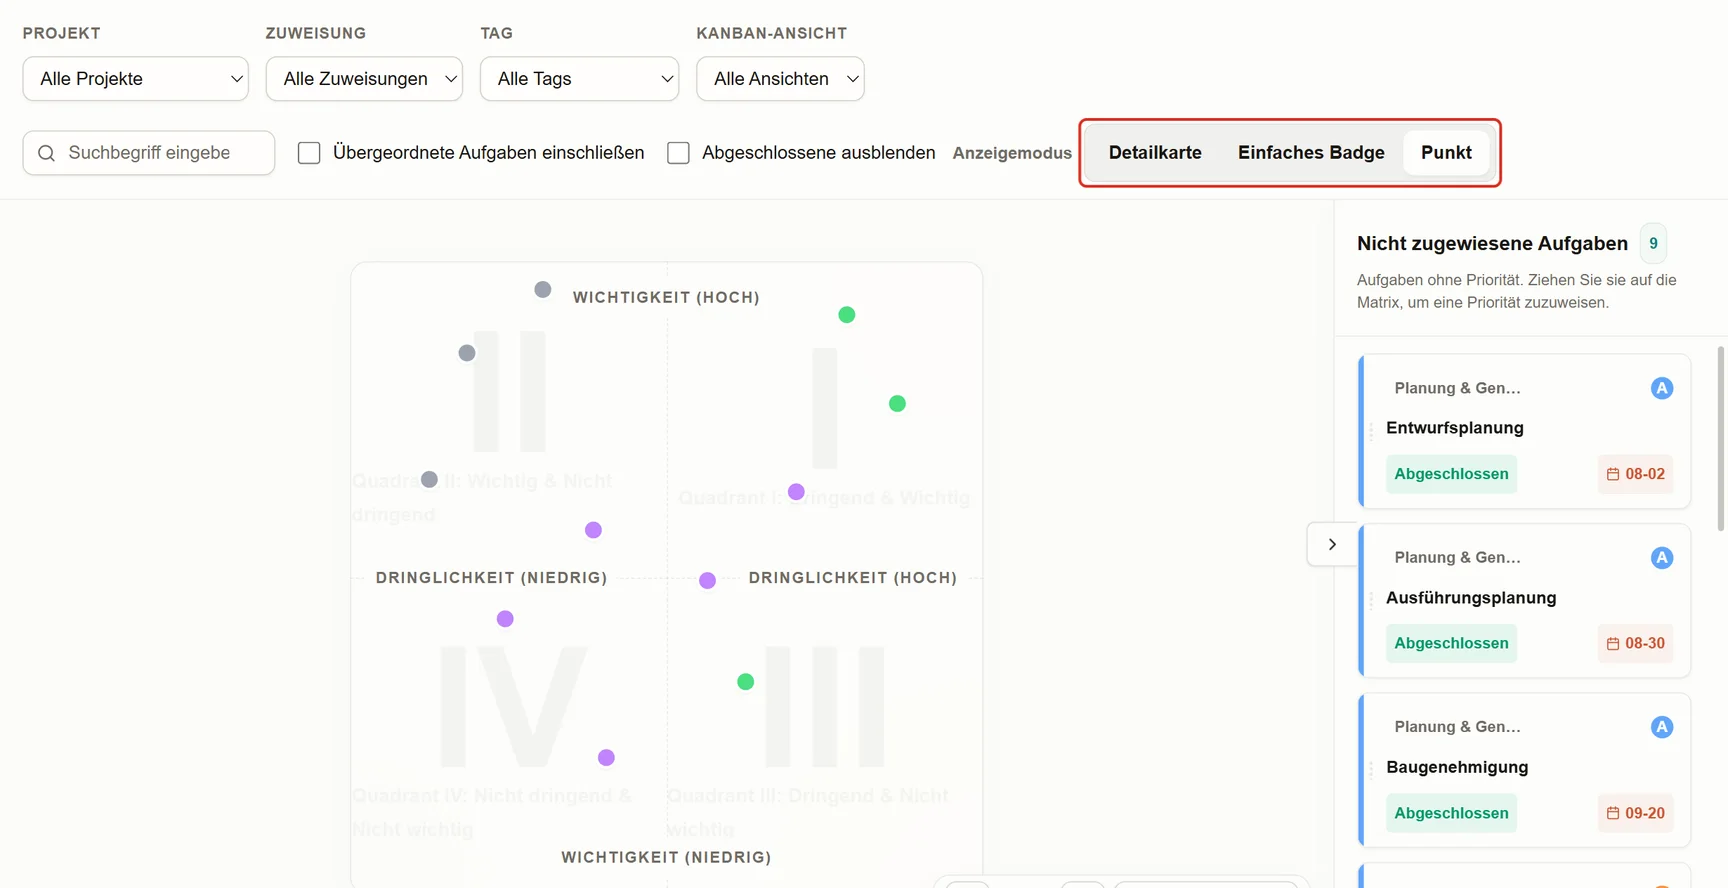 PROJEKT
ZUWEISUNG
TAG
KANBAN-ANSICHT
Alle Projekte
Alle Zuweisungen
Alle Tags
Alle Ansichten
Suchbegriff eingebe
Übergeordnete Aufgaben einschließen
Abgeschlossene ausblenden
Anzeigemodus
Detailkarte
Einfaches Badge
Punkt
WICHTIGKEIT (HOCH)
II
Quadrant II: Wichtig & Nicht
dringend
I
Quadrant I: Dringend & Wichtig
DRINGLICHKEIT (NIEDRIG)
DRINGLICHKEIT (HOCH)
IV
Quadrant IV: Nicht dringend &
Nicht wichtig
III
Quadrant III: Dringend & Nicht
wichtig
WICHTIGKEIT (NIEDRIG)
Nicht zugewiesene Aufgaben
9
Aufgaben ohne Priorität. Ziehen Sie sie auf die
Matrix, um eine Priorität zuzuweisen.
Planung & Gen...
A
Entwurfsplanung
Abgeschlossen
08-02
Planung & Gen...
A
Ausführungsplanung
Abgeschlossen
08-30
Planung & Gen...
A
Baugenehmigung
Abgeschlossen
09-20